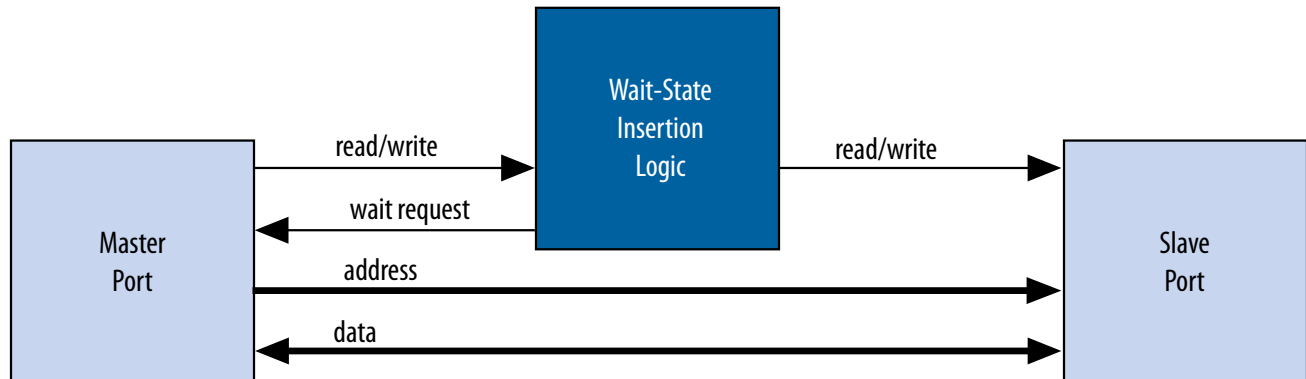 Wait-State
Insertion
Logic
read/write
read/write
wait request
Master
Port
Slave
Port
address
data